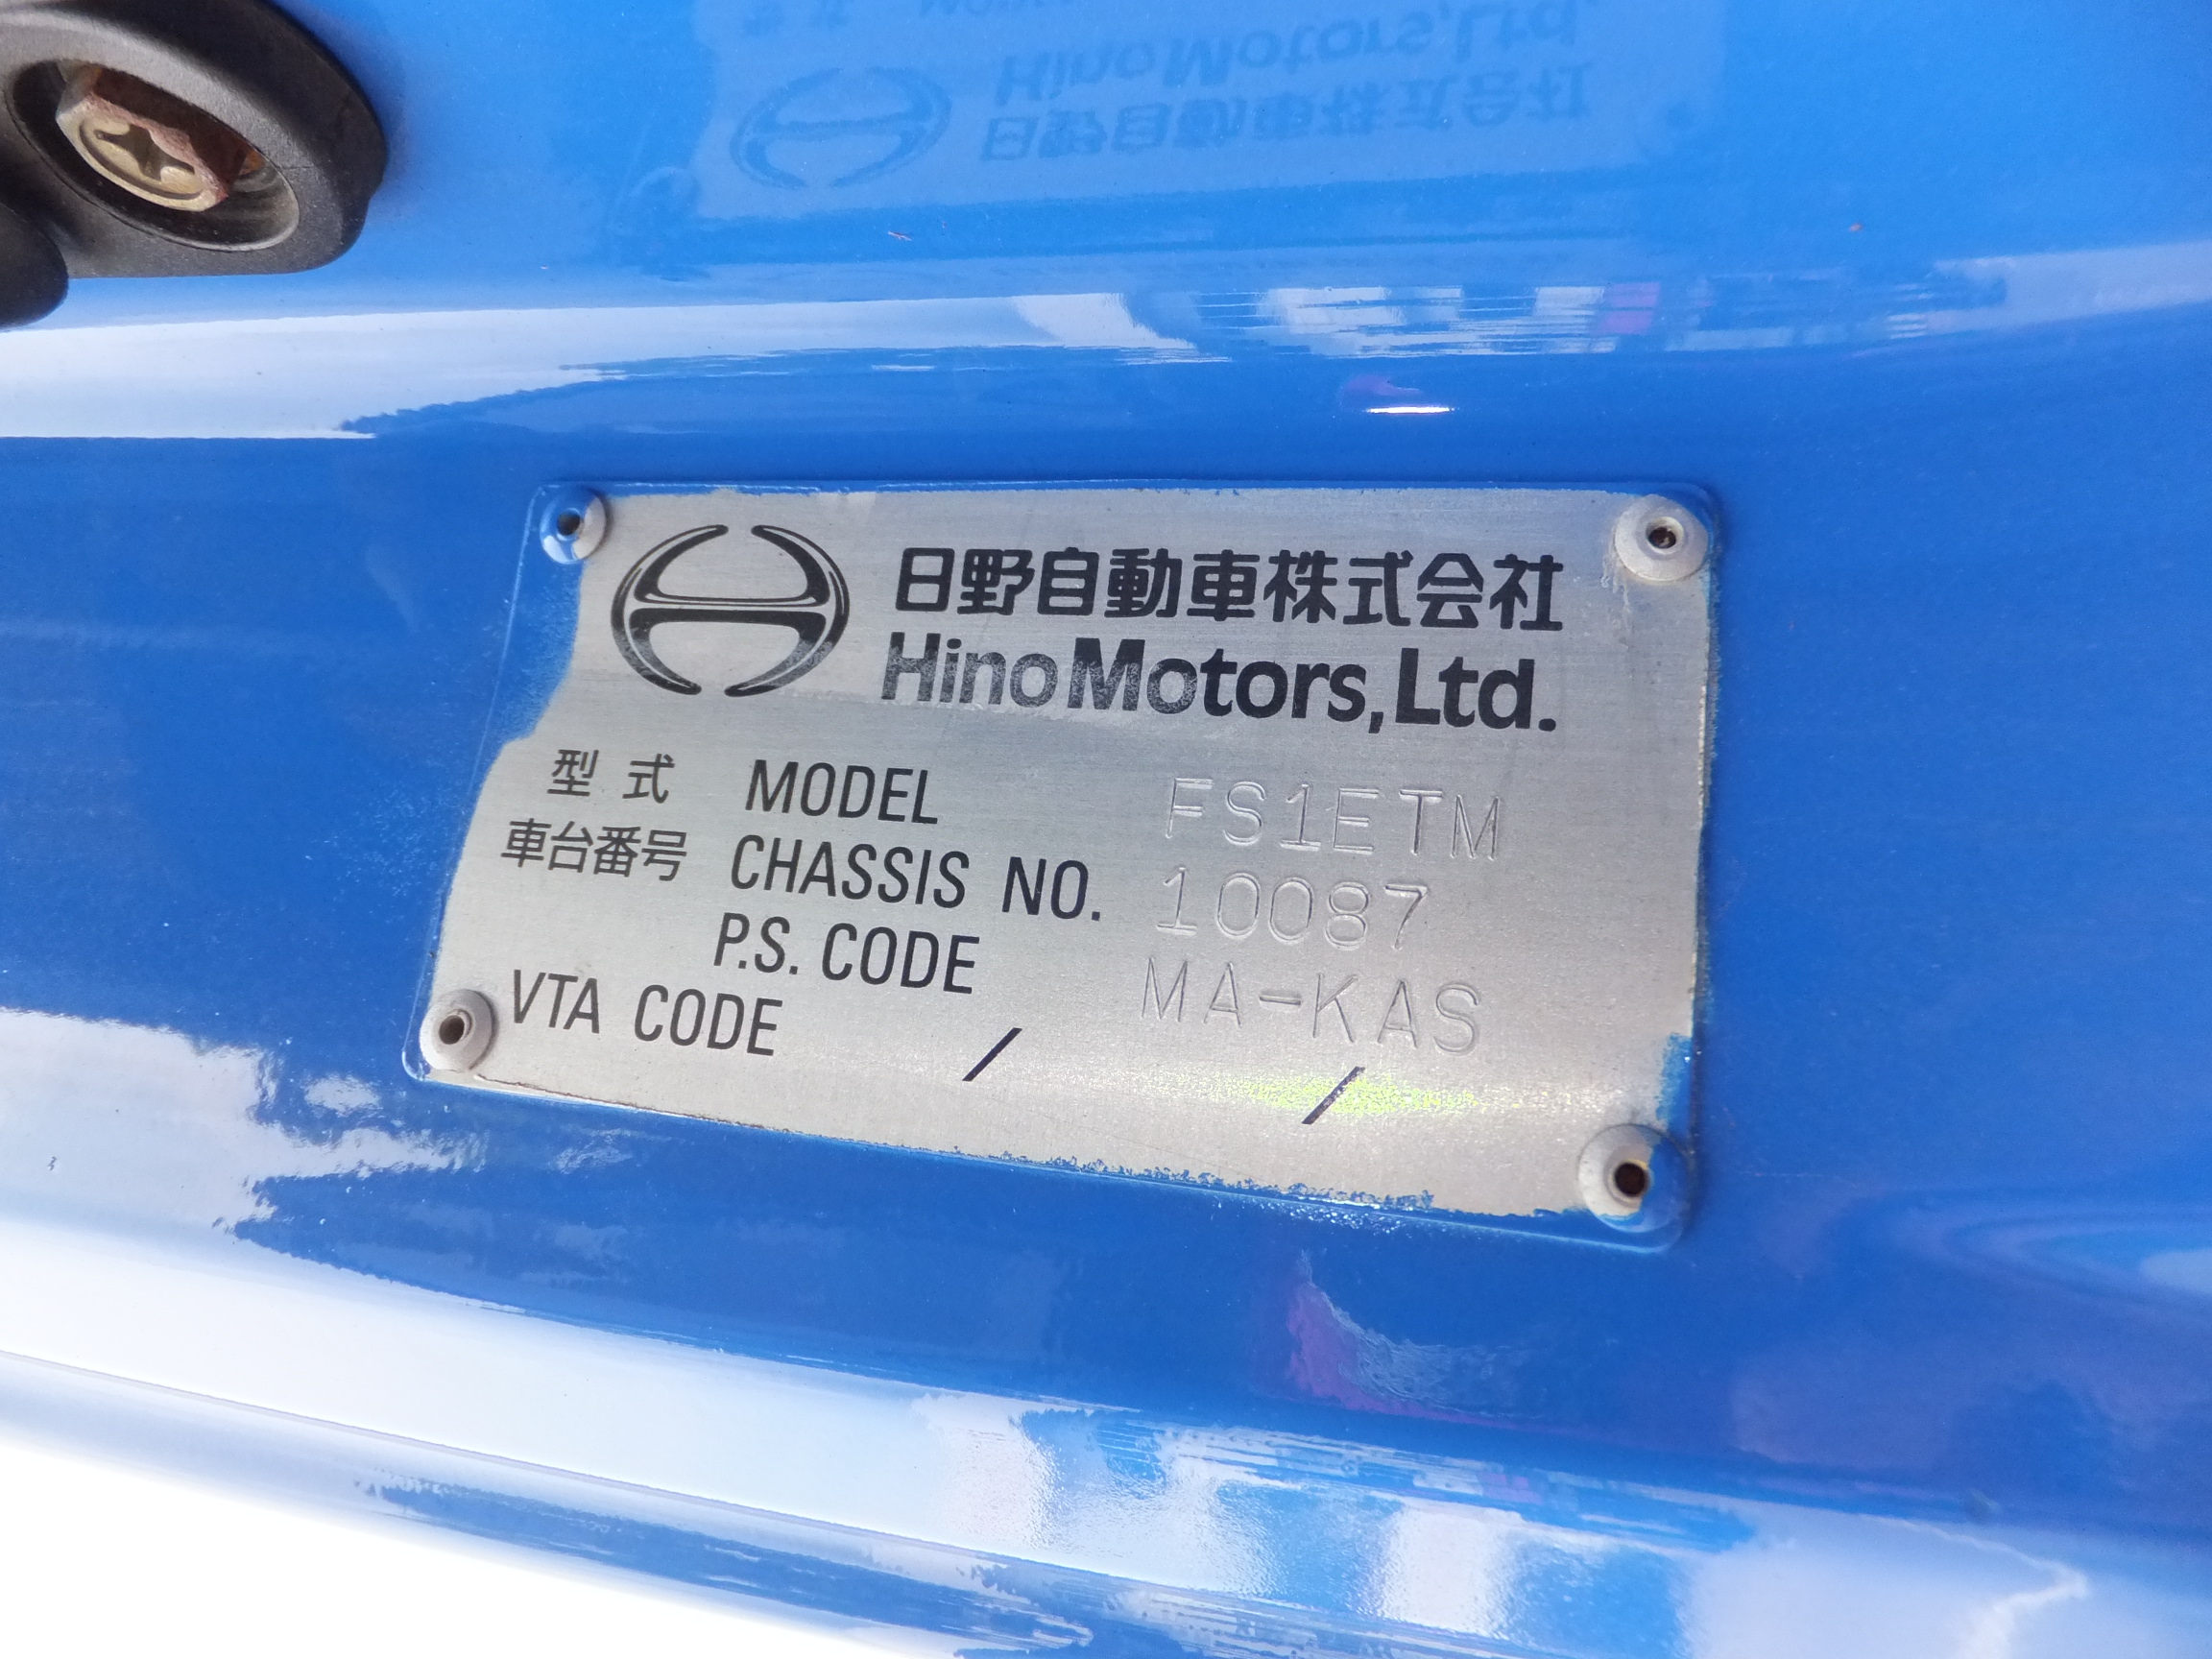 日野自動車株式会社
Hino Motors, Ltd.
型式 MODEL FS1ETM
車台番号 CHASSIS NO. 10087
P.S. CODE MA-KAS
VTA CODE / /